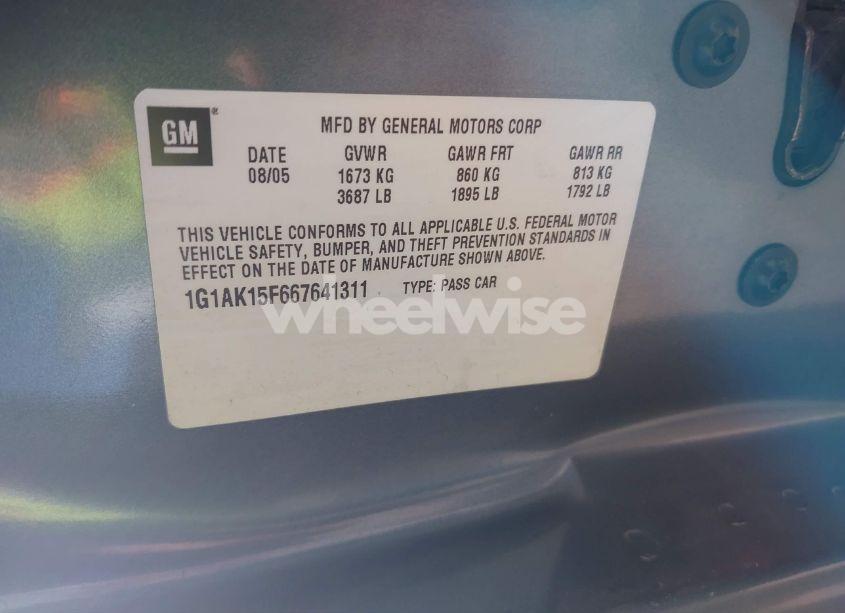 GM ®
MFD BY GENERAL MOTORS CORP
DATE GVWR GAWR FRT GAWR RR
08/05 1673 KG 860 KG 813 KG
3687 LB 1895 LB 1792 LB
THIS VEHICLE CONFORMS TO ALL APPLICABLE U.S. FEDERAL MOTOR
VEHICLE SAFETY, BUMPER, AND THEFT PREVENTION STANDARDS IN
EFFECT ON THE DATE OF MANUFACTURE SHOWN ABOVE.
1G1AK15F667641311 TYPE: PASS CAR
wheelwise